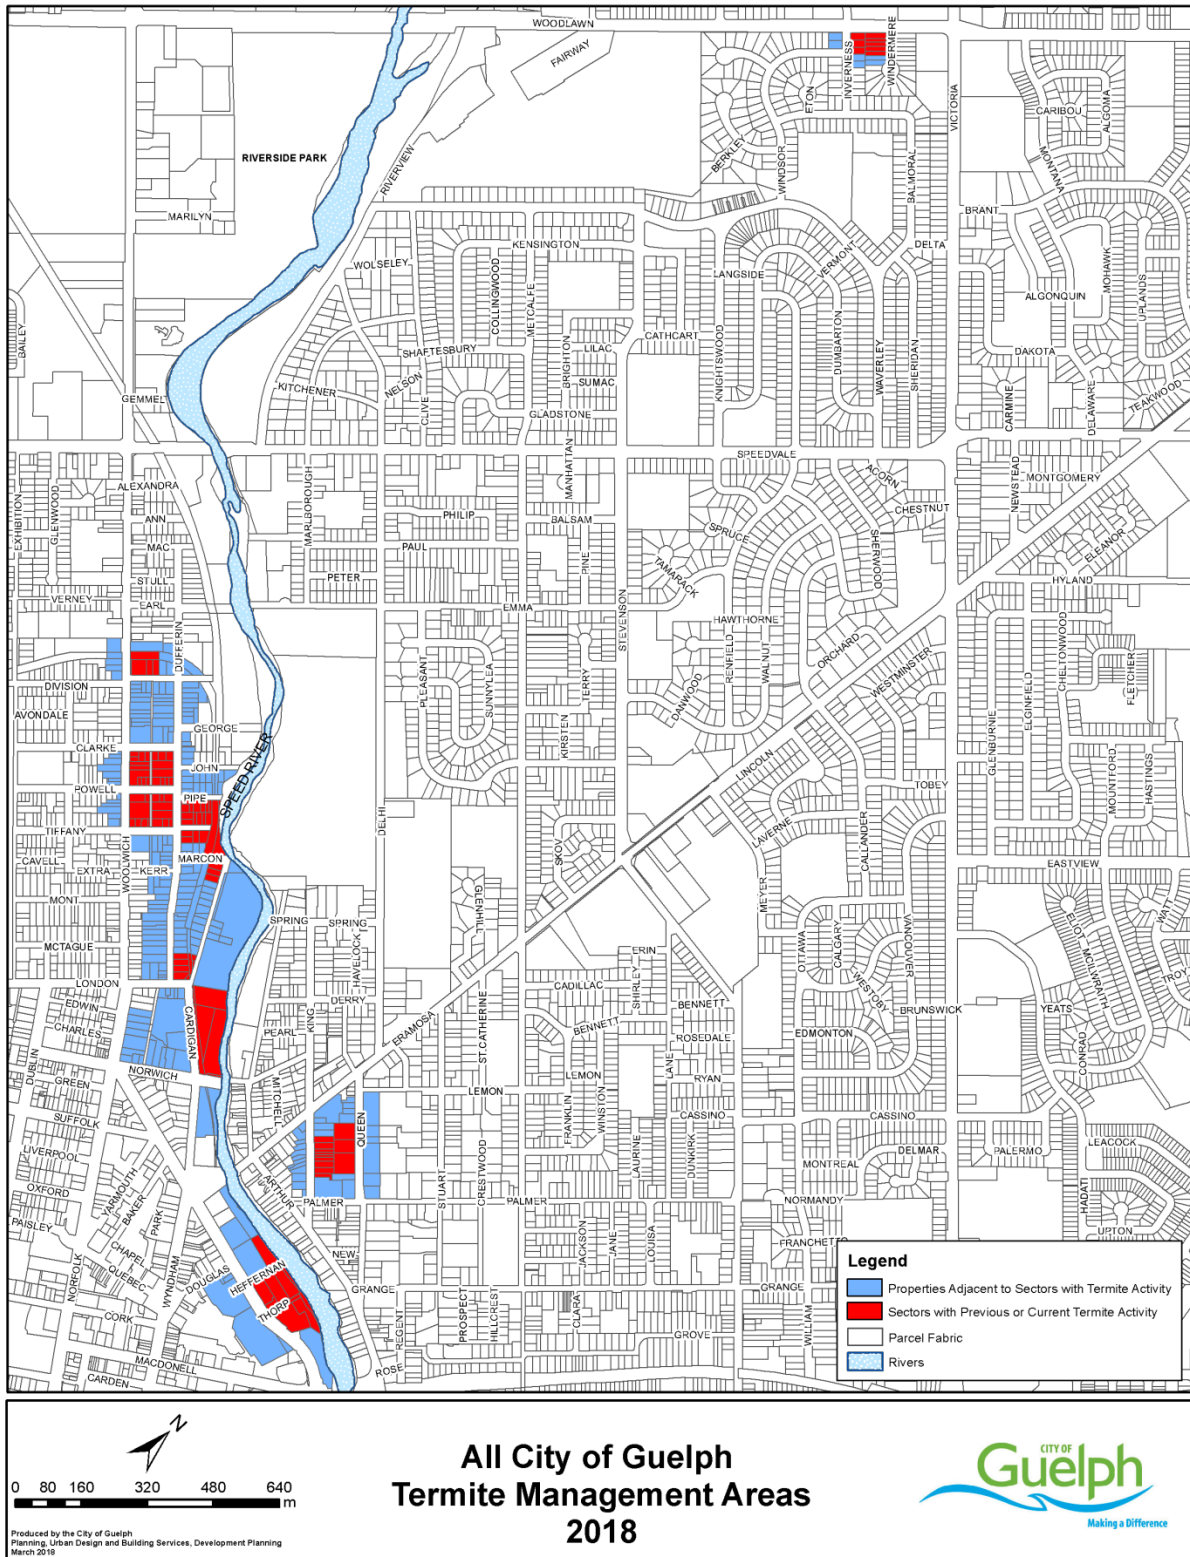 WOODLAWN
FAIRWAY
INVERNESS
WINDERMERE
ETON
VICTORIA
CARIBOU
ALGOMA
BERKLEY
WINDSOR
BALMORAL
MONTANA
RIVERSIDE PARK
RIVERVIEW
MARILYN
BRANT
KENSINGTON
DELTA
VERMONT
WOLSELEY
COLLINGWOOD
METCALFE
LANGSIDE
ALGONQUIN
MOHAWK
UPLANDS
BAILEY
SHAFTESBURY
BRIGHTON
LILAC
CATHCART
KNIGHTSWOOD
DUMBARTON
WAVERLEY
SHERIDAN
DAKOTA
SUMAC
KITCHENER
NELSON
CLIVE
GEMMEL
GLADSTONE
CARMINE
DELAWARE
TEAKWOOD
MANHATTAN
SPEEDVALE
ACORN
MONTGOMERY
NEWSTEAD
EXHIBITION
GLENWOOD
ALEXANDRA
MARLBOROUGH
CHESTNUT
ANN
PHILIP
BALSAM
SPRUCE
SHERWOOD
ELEANOR
MAC
PAUL
PINE
STULL
PETER
TAMARACK
HYLAND
VERNEY
EARL
EMMA
STEVENSON
HAWTHORNE
DUFFERIN
ORCHARD
WESTMINSTER
CHELTONWOOD
FLETCHER
DIVISION
PLEASANT
SUNNYLEA
TERRY
RENFIELD
WALNUT
DANWOOD
ELGINFIELD
AVONDALE
GEORGE
KIRSTEN
GLENBURNIE
CLARKE
JOHN
SPEED RIVER
LINCOLN
MOUNTFORD
HASTINGS
POWELL
PIPE
TOBEY
TIFFANY
DELHI
LAVERNE
CALLANDER
CAVELL
WOOLWICH
MARCON
SKOV
EASTVIEW
EXTRA
KERR
MEYER
MONT
GLENHILL
WATT
SPRING
SPRING
OTTAWA
CALGARY
VANCOUVER
ELIOT
MCILWRAITH
TROY
MCTAGUE
HAVELOCK
ERIN
LONDON
CADILLAC
SHIRLEY
WESTOBY
EDWIN
DERRY
BENNETT
YEATS
CHARLES
CARDIGAN
PEARL
KING
ERAMOSA
ST.CATHERINE
BENNETT
ROSEDALE
EDMONTON
BRUNSWICK
CONRAD
DUBLIN
NORWICH
LANE
GREEN
MITCHELL
LEMON
LEMON
RYAN
SUFFOLK
QUEEN
FRANKLIN
WINSTON
CASSINO
CASSINO
LIVERPOOL
LAURINE
DUNKIRK
DELMAR
PALERMO
LEACOCK
YARMOUTH
ARTHUR
STUART
CRESTWOOD
MONTREAL
OXFORD
BAKER
PARK
PALMER
PALMER
NORMANDY
HADATI
PAISLEY
CHAPEL
WYNDHAM
NEW
JACKSON
JANE
LOUISA
FRANCHETTO
UPTON
NORFOLK
QUEBEC
DOUGLAS
HEFFERNAN
GRANGE
GRANGE
CORK
THORP
REGENT
PROSPECT
HILLCREST
CLARA
GROVE
WILLIAM
MACDONELL
ROSE
CARDEN
Legend
Properties Adjacent to Sectors with Termite Activity
Sectors with Previous or Current Termite Activity
Parcel Fabric
Rivers
N
0 80 160 320 480 640
m
Produced by the City of Guelph
Planning, Urban Design and Building Services, Development Planning
March 2018
All City of Guelph
Termite Management Areas
2018
CITY OF
Guelph
Making a Difference